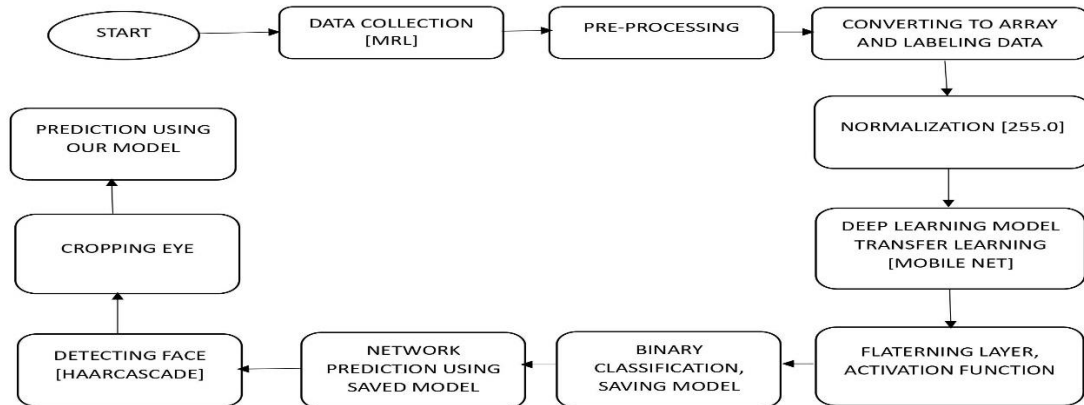 START
DATA COLLECTION
[MRL]
PRE-PROCESSING
CONVERTING TO ARRAY
AND LABELING DATA
NORMALIZATION [255.0]
DEEP LEARNING MODEL
TRANSFER LEARNING
[MOBILE NET]
FLATERNING LAYER,
ACTIVATION FUNCTION
BINARY
CLASSIFICATION,
SAVING MODEL
NETWORK
PREDICTION USING
SAVED MODEL
DETECTING FACE
[HAARCASCADE]
CROPPING EYE
PREDICTION USING
OUR MODEL